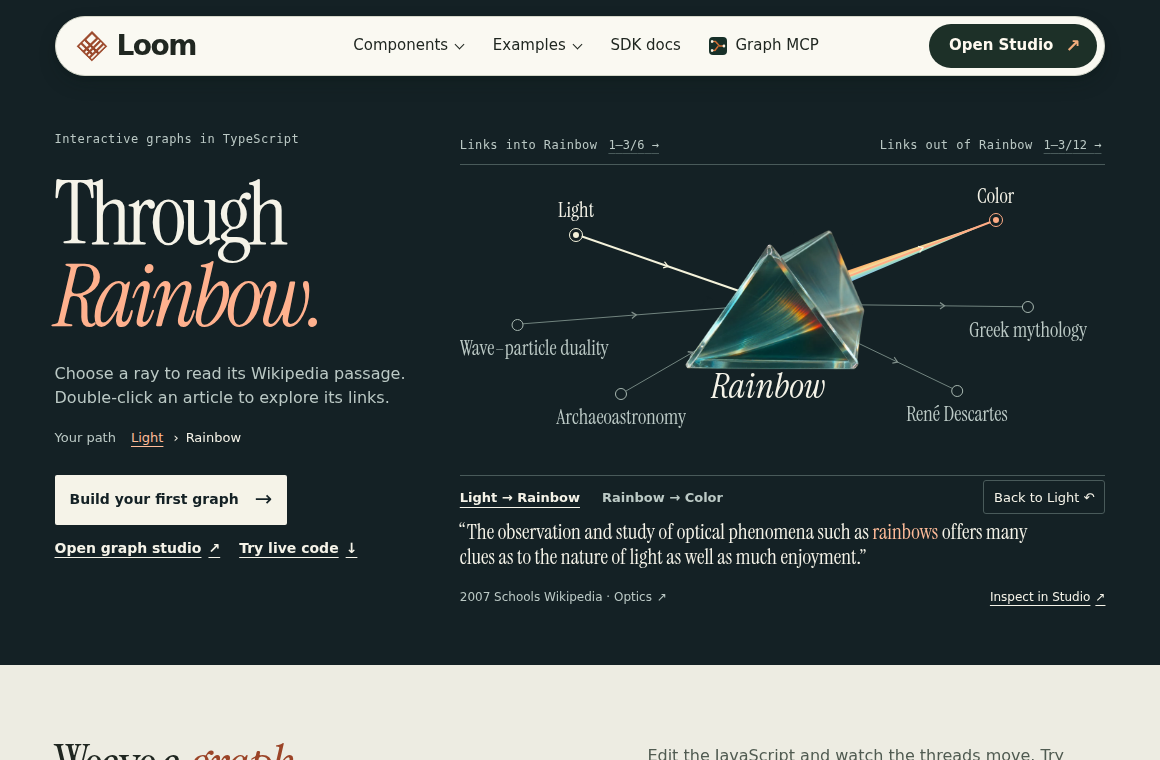 Loom
Components
Examples
SDK docs
Graph MCP
Open Studio ↗
Interactive graphs in TypeScript
Through
Rainbow.
Choose a ray to read its Wikipedia passage.
Double-click an article to explore its links.
Your path Light › Rainbow
Build your first graph →
Open graph studio ↗ Try live code ↓
Links into Rainbow 1–3/6 →
Links out of Rainbow 1–3/12 →
Light
Color
Wave–particle duality
Greek mythology
Rainbow
Archaeoastronomy
René Descartes
Light → Rainbow
Rainbow → Color
Back to Light ↶
“The observation and study of optical phenomena such as rainbows offers many
clues as to the nature of light as well as much enjoyment.”
2007 Schools Wikipedia · Optics ↗
Inspect in Studio ↗
Weave a graph
Edit the JavaScript and watch the threads move. Try